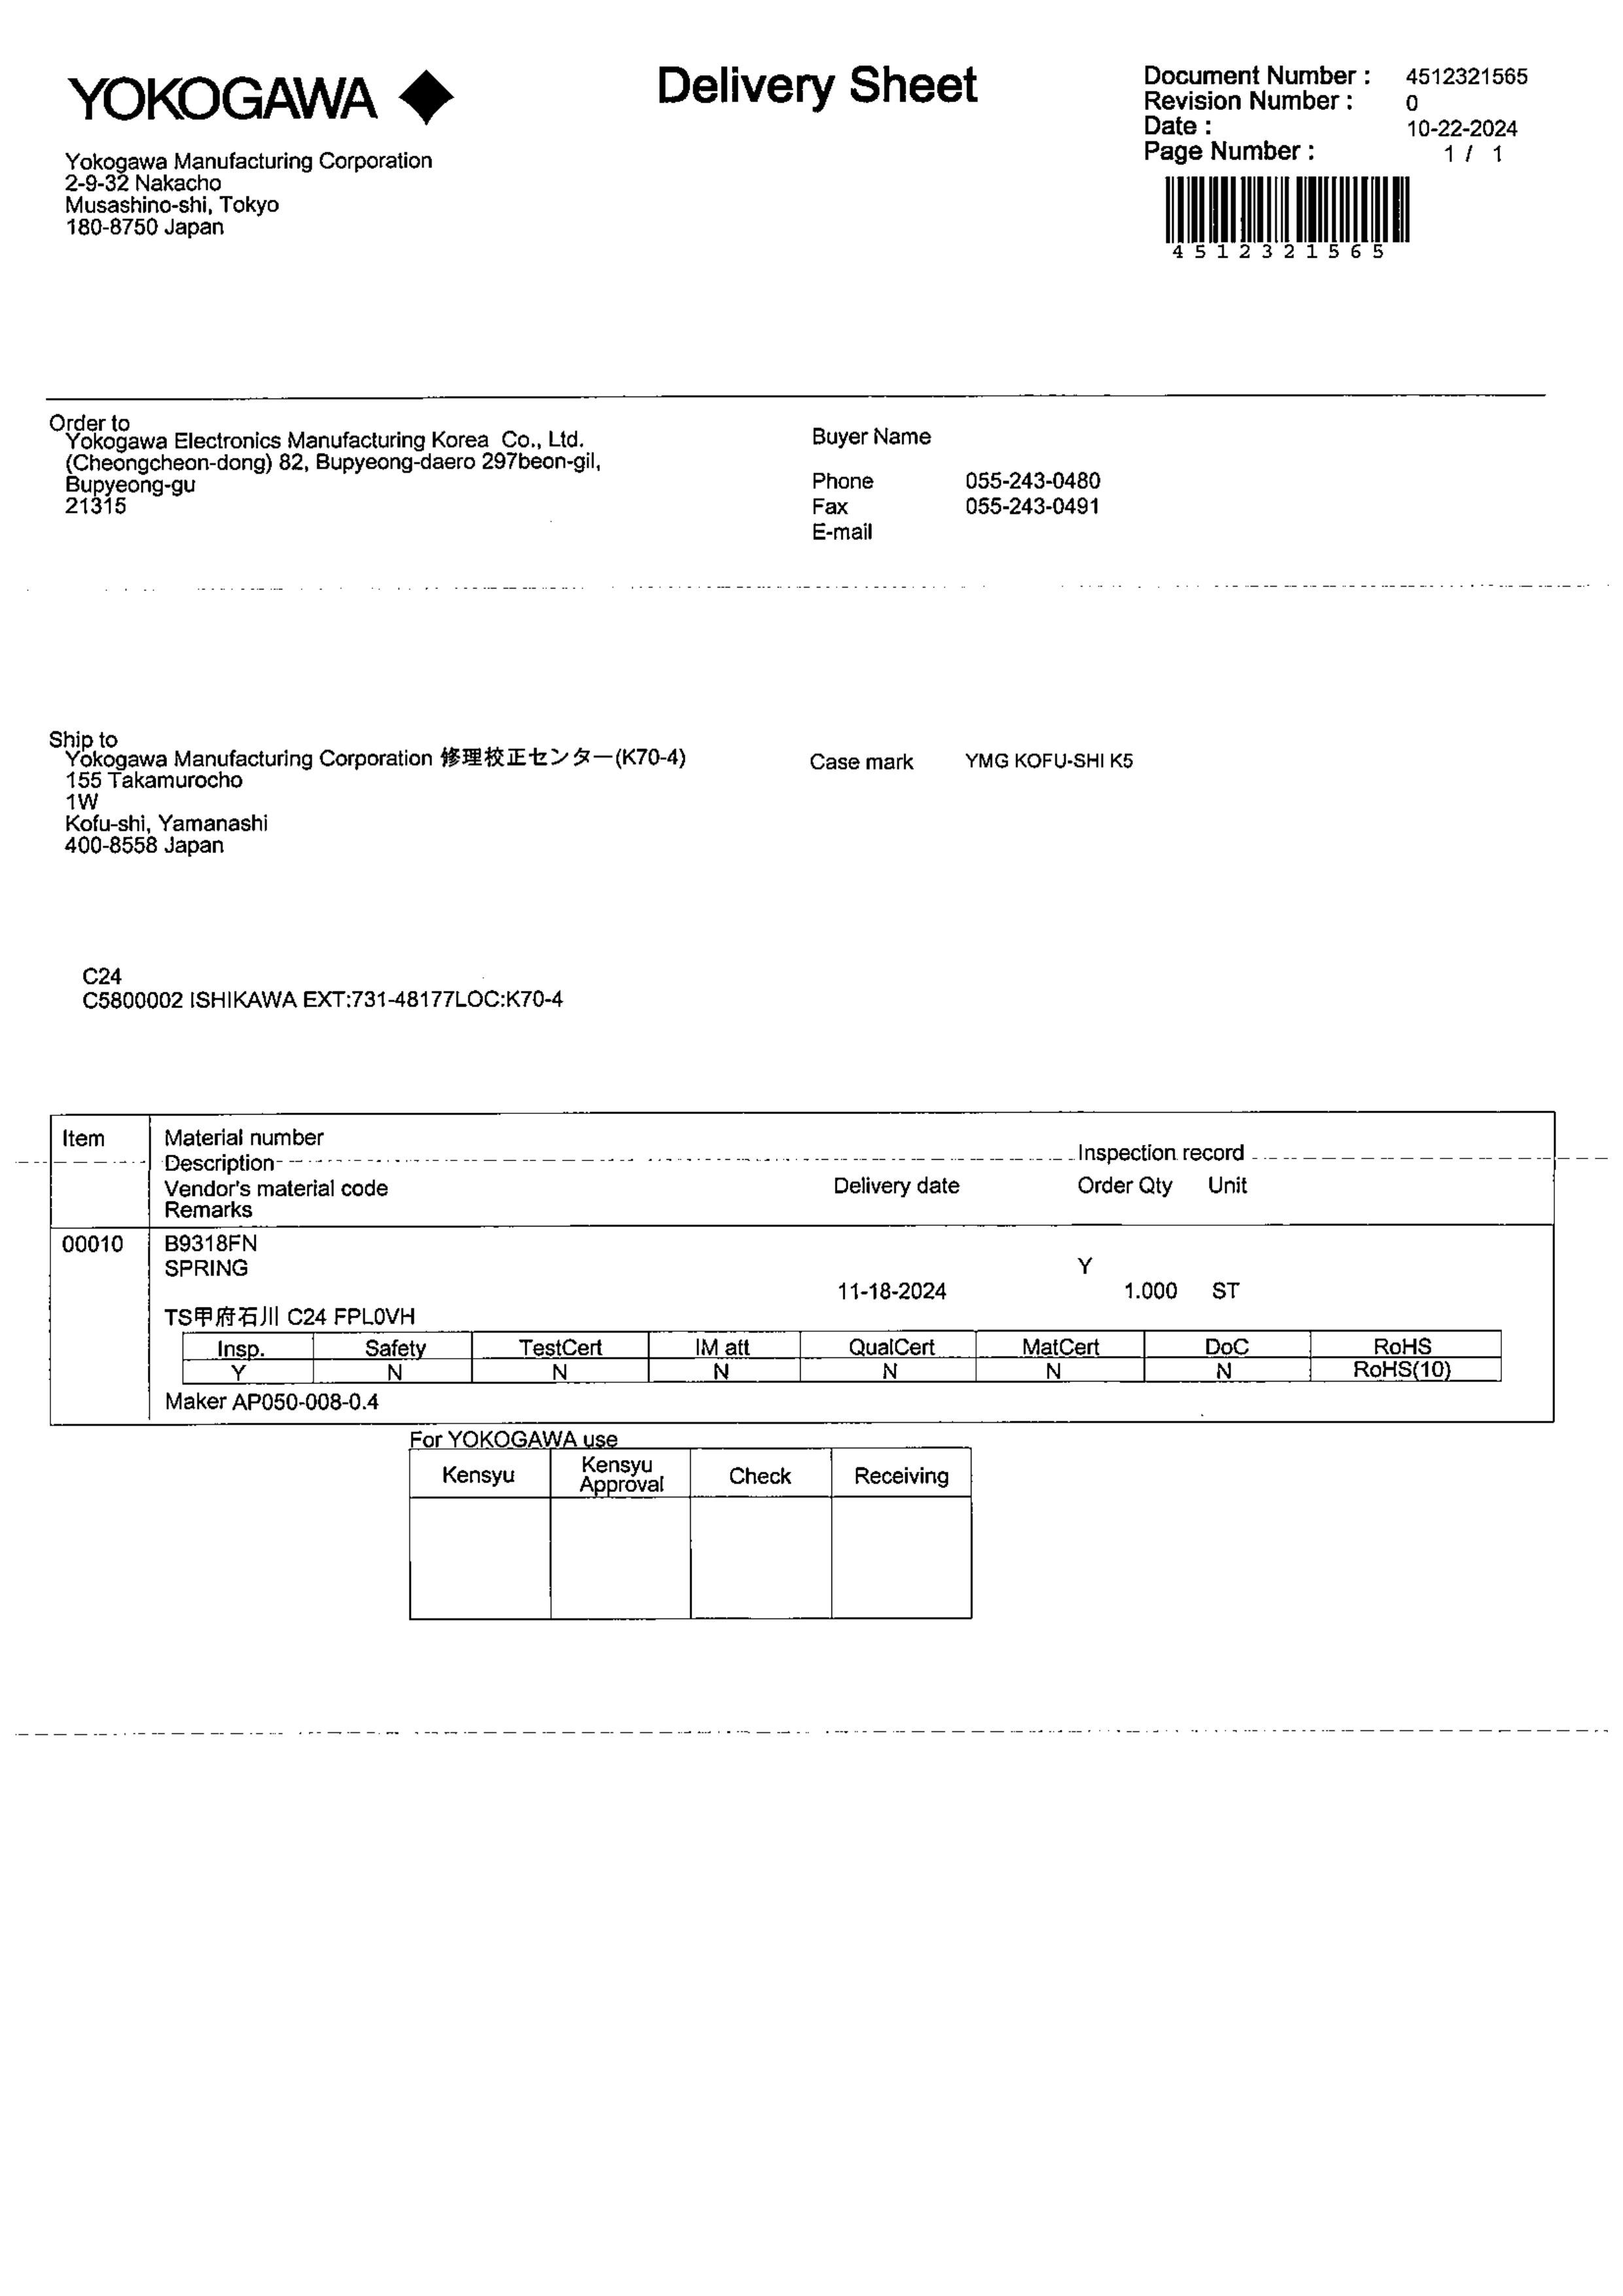 YOKOGAWA
Delivery Sheet
Document Number : 4512321565
Revision Number : 0
Date : 10-22-2024
Page Number : 1 / 1
4512321565
Yokogawa Manufacturing Corporation
2-9-32 Nakacho
Musashino-shi, Tokyo
180-8750 Japan
Order to
Yokogawa Electronics Manufacturing Korea Co., Ltd.
(Cheongcheon-dong) 82, Bupyeong-daero 297beon-gil,
Bupyeong-gu
21315
Buyer Name
Phone 055-243-0480
Fax 055-243-0491
E-mail
Ship to
Yokogawa Manufacturing Corporation 修理校正センター(K70-4)
155 Takamurocho
1W
Kofu-shi, Yamanashi
400-8558 Japan
Case mark YMG KOFU-SHI K5
C24
C5800002 ISHIKAWA EXT:731-48177LOC:K70-4
Item Material number
Description Inspection record
Vendor's material code Delivery date Order Qty Unit
Remarks
00010 B9318FN
SPRING Y
11-18-2024 1.000 ST
TS甲府石川 C24 FPL0VH
Insp. Safety TestCert IM att QualCert MatCert DoC RoHS
Y N N N N N N RoHS(10)
Maker AP050-008-0.4
For YOKOGAWA use
Kensyu Kensyu Approval Check Receiving